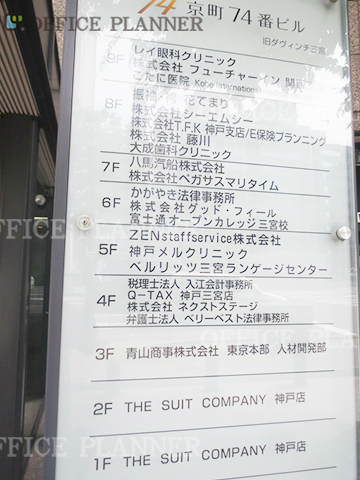 OFFICE PLANNER
74 京町74番ビル
旧ダヴィンチ三宮
9F レイ眼科クリニック
株式会社 フューチャーイン
こたに医院 Kobe International
8F
花てまり
株式会社シーエムシー
株式会社T.F.K 神戸支店/E保険プランニング
株式会社 藤川
大成歯科クリニック
7F 八馬汽船株式会社
株式会社ペガサスマリタイム
6F かがやき法律事務所
株式会社グッド・フィール
富士通オープンカレッジ三宮校
5F ZENstaffservice株式会社
神戸メルクリニック
ベルリッツ三宮ランゲージセンター
4F 税理士法人 入江会計事務所
Q-TAX 神戸三宮店
株式会社 ネクストステージ
弁護士法人 ベリーベスト法律事務所
3F 青山商事株式会社 東京本部 人材開発部
2F THE SUIT COMPANY 神戸店
OFFICE PLANNER
1F THE SUIT COMPANY 神戸店